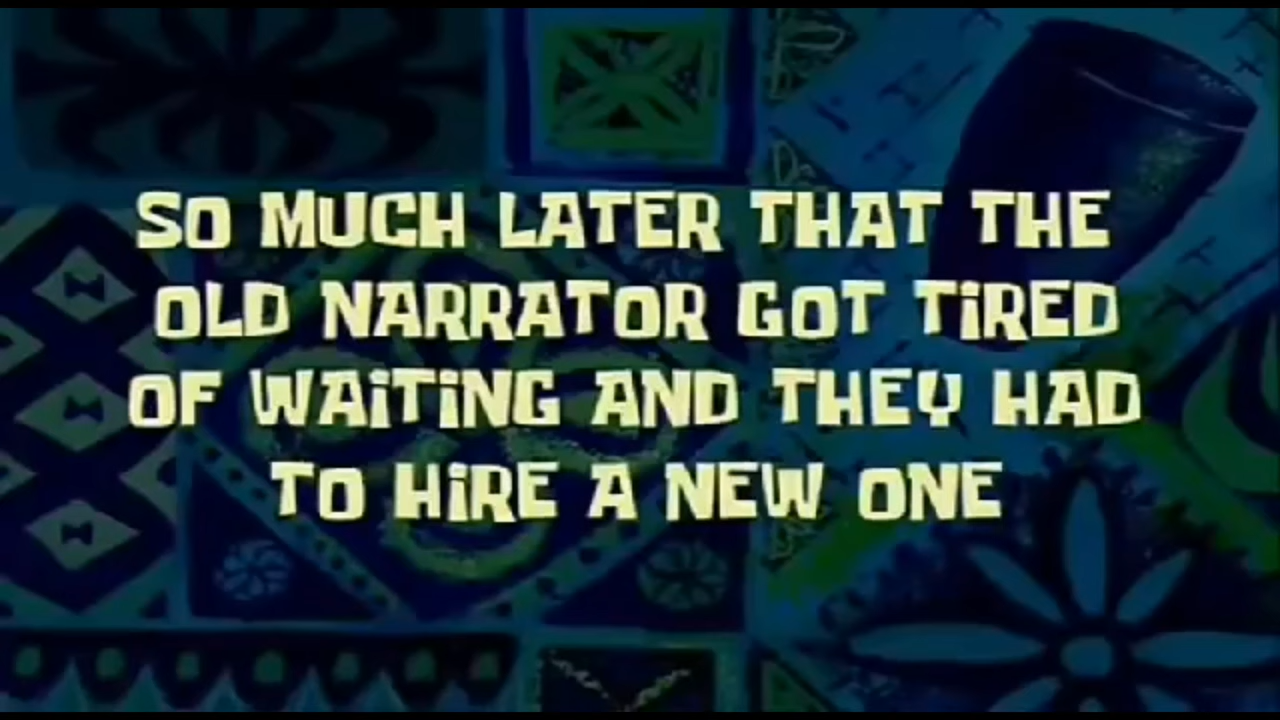 SO MUCH LATER THAT THE
OLD NARRATOR GOT TiRED
OF WAiTiNG AND THEY HAD
TO HiRE A NEW ONE